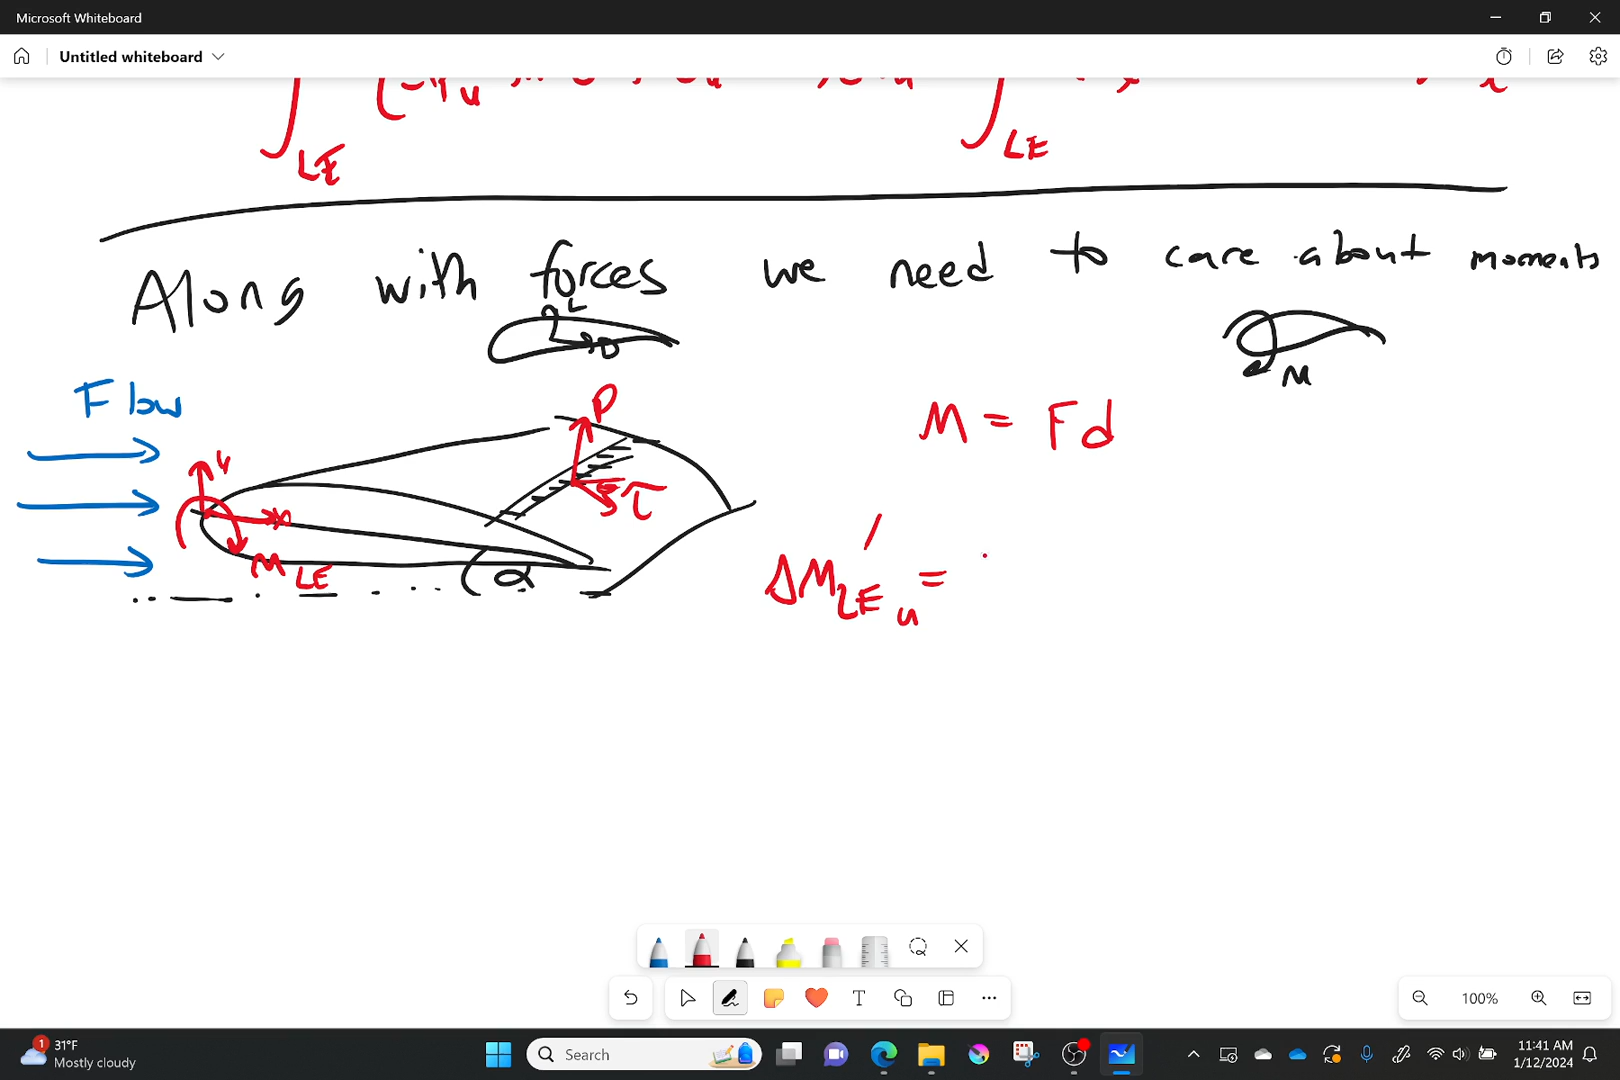 Microsoft Whiteboard
Untitled whiteboard
LE
LE
Along with forces we need to care about moments
L
D
M
Flow
P
M = Fd
y
τ
x
M LE
α
ΔM'LE u =
100%
1
31°F
Mostly cloudy
Search
11:41 AM
1/12/2024